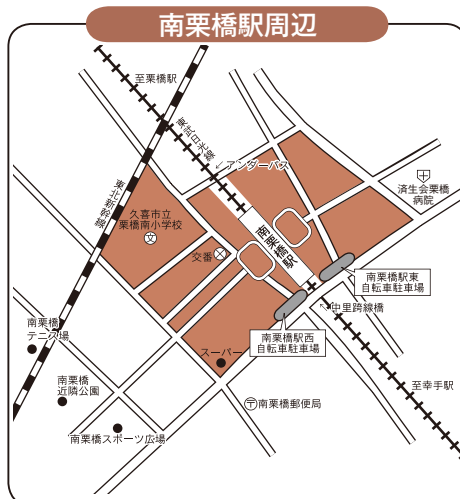 南栗橋駅周辺
至栗橋駅
東武日光線
アンダーパス
東北新幹線
久喜市立
栗橋南小学校
文
交番
南栗橋駅
済生会栗橋
病院
南栗橋駅東
自転車駐車場
中里跨線橋
南栗橋駅西
自転車駐車場
南栗橋
テニス場
スーパー
至幸手駅
南栗橋
近隣公園
南栗橋郵便局
南栗橋スポーツ広場